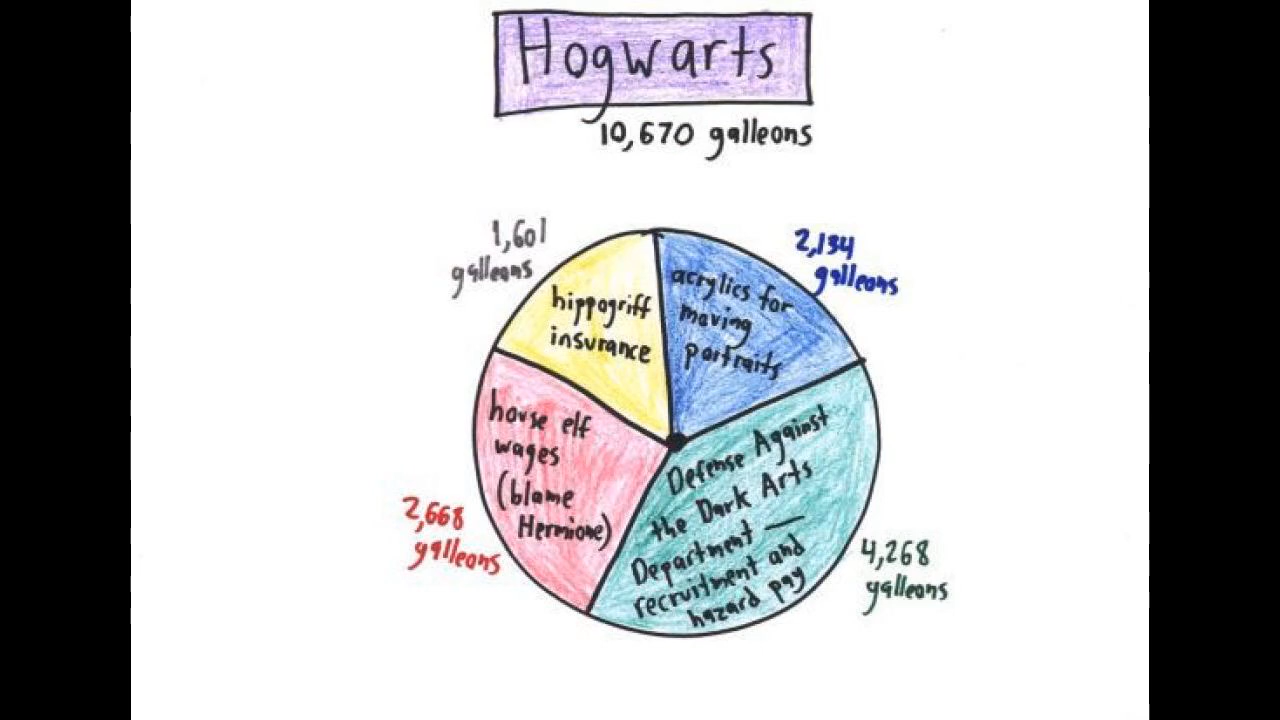 Hogwarts
10,670 galleons
1,601
galleons
2,134
galleons
hippogriff
insurance
acrylics for
moving
portraits
house elf
wages
(blame
Hermione)
Defense Against
the Dark Arts
Department —
recruitment and
hazard pay
2,668
galleons
4,268
galleons